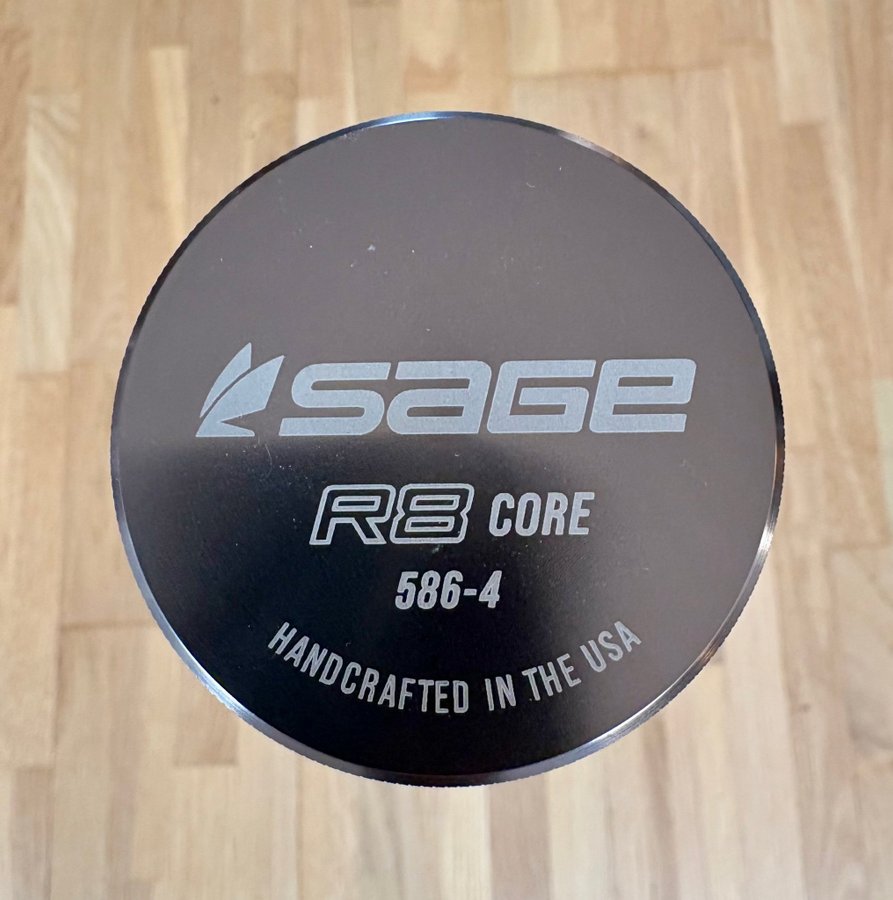 SAGE
R8 CORE
586-4
HANDCRAFTED IN THE USA